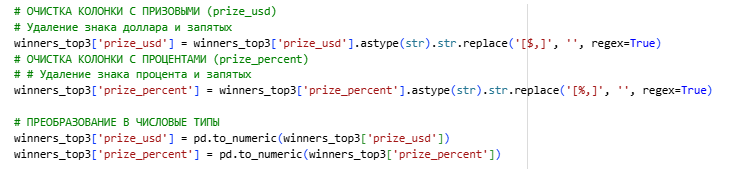 # ОЧИСТКА КОЛОНКИ С ПРИЗОВЫМИ (prize_usd)
# Удаление знака доллара и запятых
winners_top3['prize_usd'] = winners_top3['prize_usd'].astype(str).str.replace('[$,]', '', regex=True)
# ОЧИСТКА КОЛОНКИ С ПРОЦЕНТАМИ (prize_percent)
# # Удаление знака процента и запятых
winners_top3['prize_percent'] = winners_top3['prize_percent'].astype(str).str.replace('[%,]', '', regex=True)
# ПРЕОБРАЗОВАНИЕ В ЧИСЛОВЫЕ ТИПЫ
winners_top3['prize_usd'] = pd.to_numeric(winners_top3['prize_usd'])
winners_top3['prize_percent'] = pd.to_numeric(winners_top3['prize_percent'])